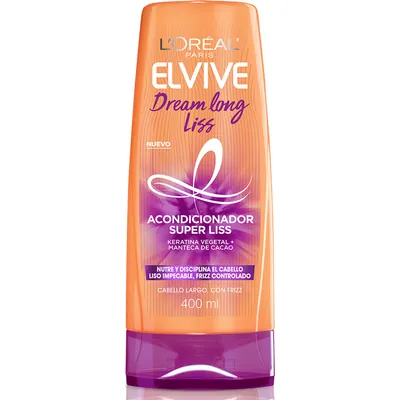 L'ORÉAL
PARIS
ELVIVE
Dream long
Liss
NUEVO
ACONDICIONADOR
SUPER LISS
KERATINA VEGETAL +
MANTECA DE CACAO
NUTRE Y DISCIPLINA EL CABELLO
LISO IMPECABLE, FRIZZ CONTROLADO
CABELLO LARGO, CON FRIZZ
400 ml